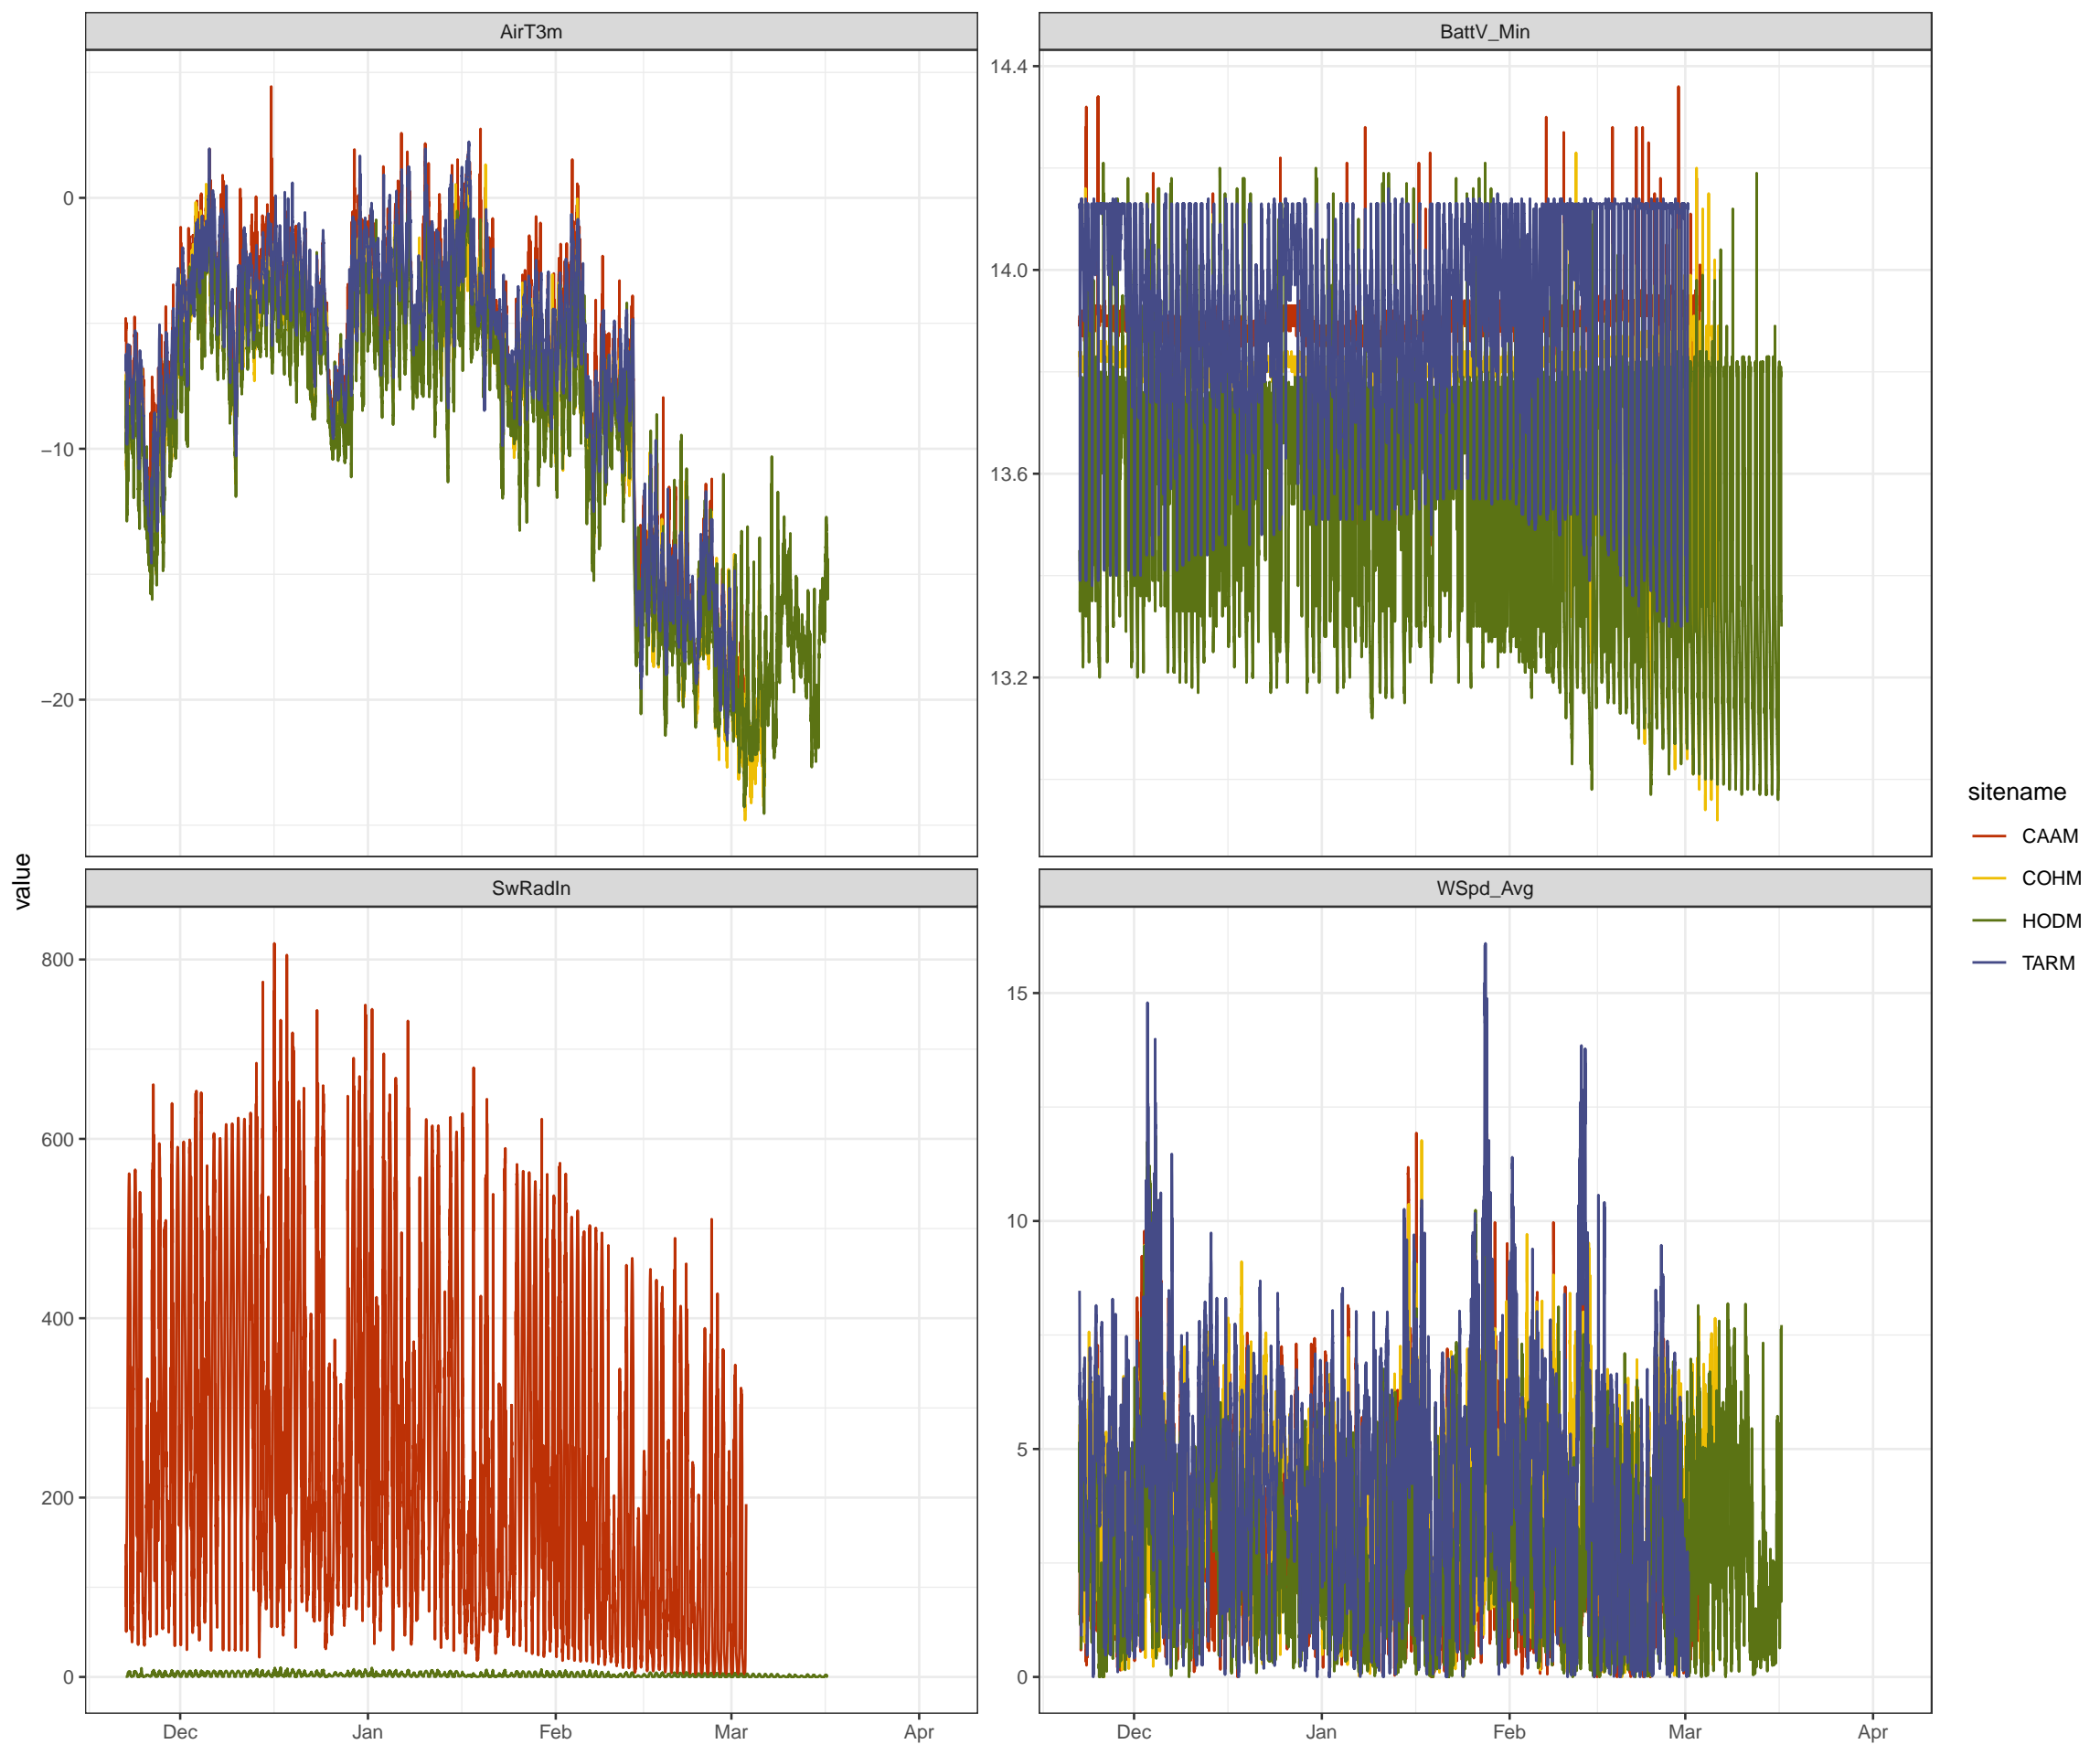 AirT3m
BattV_Min
0
−10
−20
14.4
14.0
13.6
13.2
SwRadIn
WSpd_Avg
800
600
400
200
0
15
10
5
0
Dec Jan Feb Mar Apr
Dec Jan Feb Mar Apr
value
sitename
CAAM
COHM
HODM
TARM